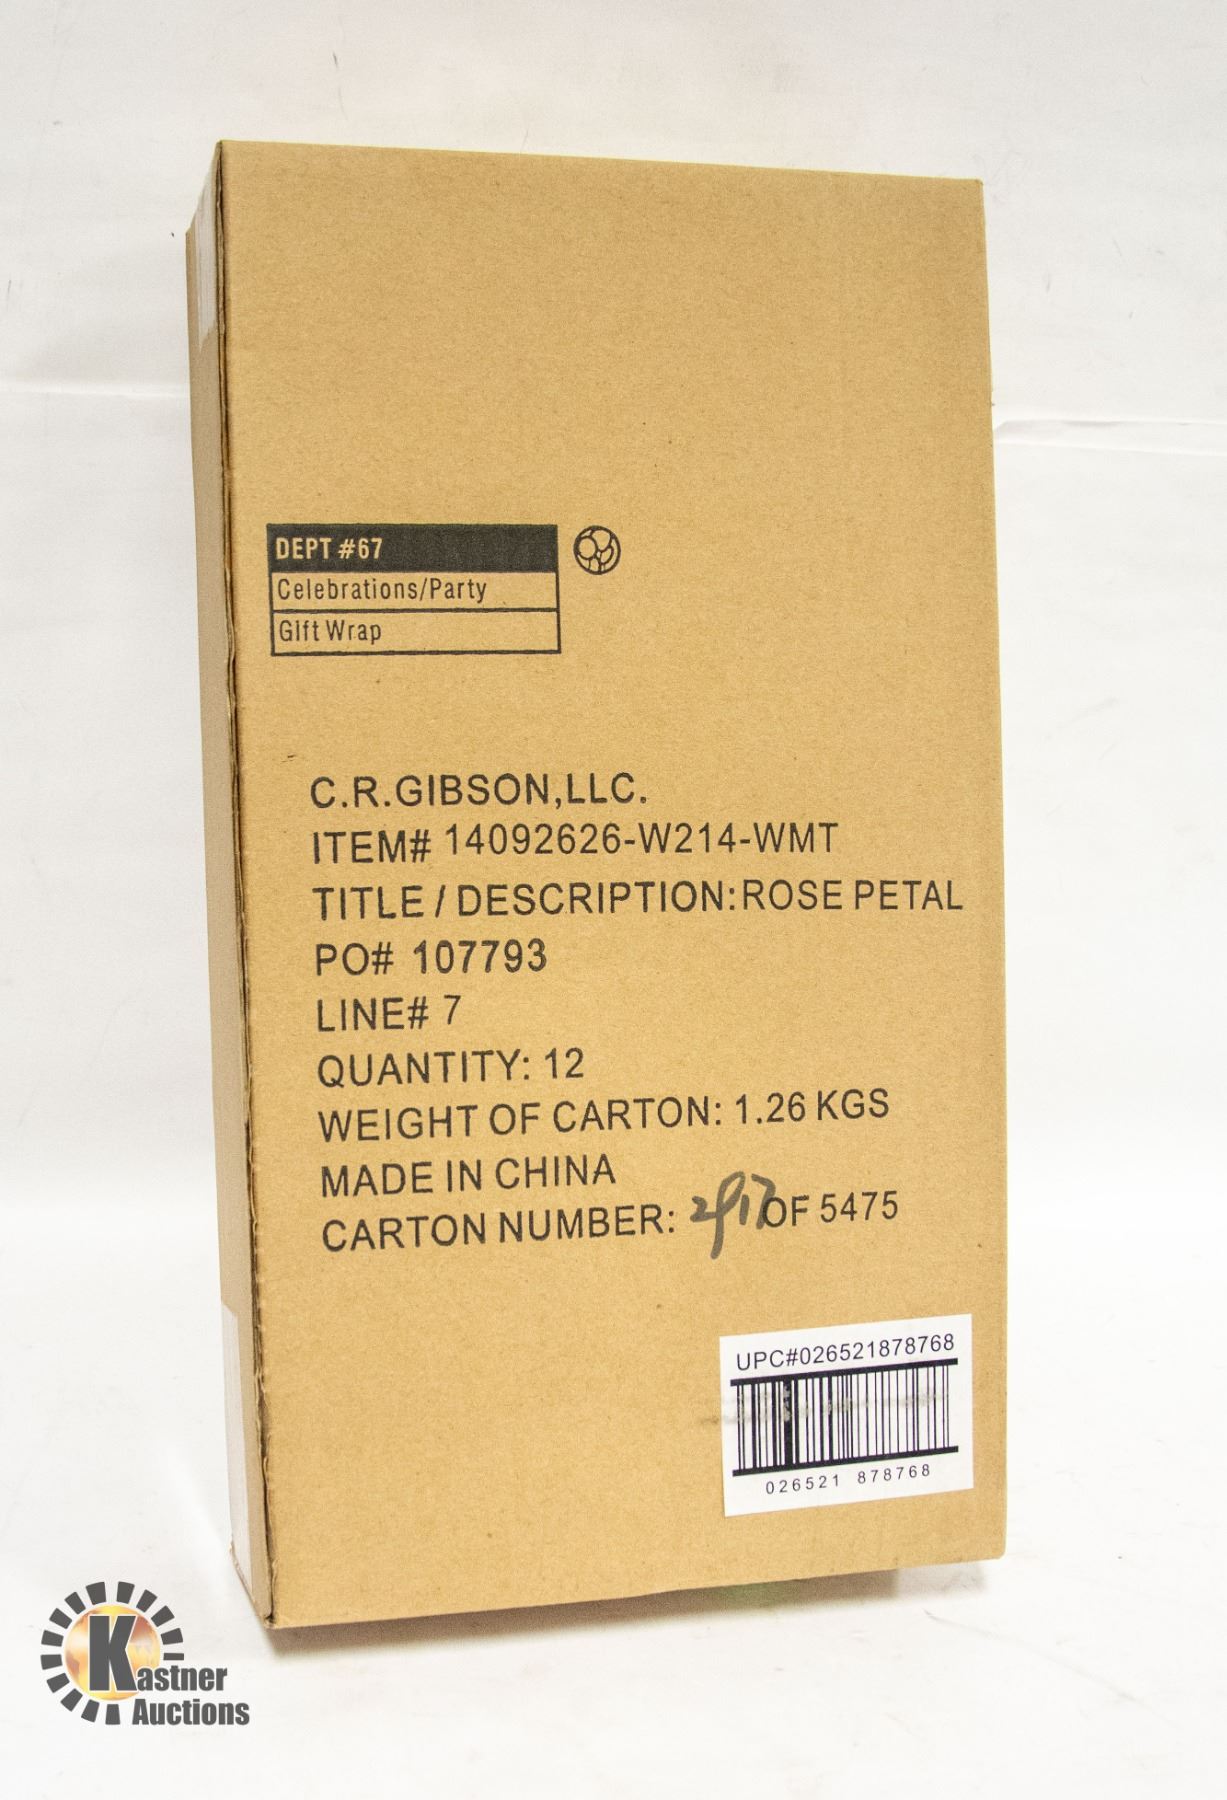 DEPT #67
Celebrations/Party
Gift Wrap
C.R.GIBSON,LLC.
ITEM# 14092626-W214-WMT
TITLE / DESCRIPTION:ROSE PETAL
PO# 107793
LINE# 7
QUANTITY: 12
WEIGHT OF CARTON: 1.26 KGS
MADE IN CHINA
CARTON NUMBER: OF 5475
UPC#026521878768
026521 878768
Kastner
Auctions